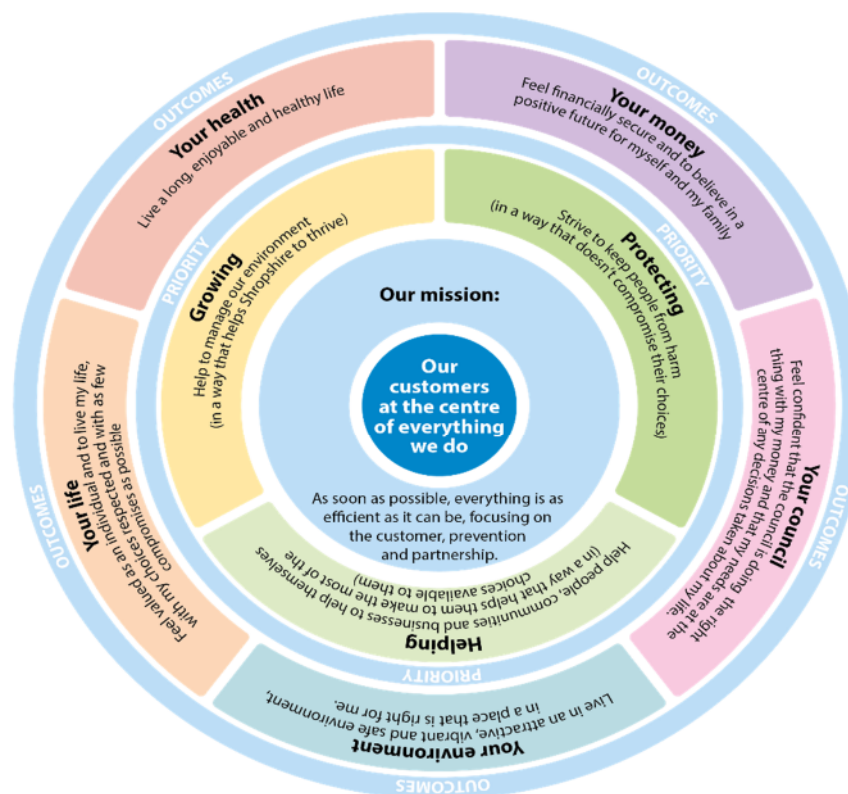 OUTCOMES
Your health
Live a long, enjoyable and healthy life
OUTCOMES
Your money
Feel financially secure and to believe in a
positive future for myself and my family
OUTCOMES
Your council
Feel confident that the council is doing the right
thing with my money and that my needs are at the
centre of any decisions taken about my life.
OUTCOMES
Your environment
Live in an attractive, vibrant and safe environment,
in a place that is right for me.
OUTCOMES
Your life
Feel valued as an individual and to live my life,
with my choices respected and with as few
compromises as possible
PRIORITY
Growing
Help to manage our environment
(in a way that helps Shropshire to thrive)
PRIORITY
Protecting
Strive to keep people from harm
(in a way that doesn't compromise their choices)
PRIORITY
Helping
Help people, communities and businesses to help themselves
(in a way that helps them to make the most of the
choices available to them)
Our mission:
Our
customers
at the centre
of everything
we do
As soon as possible, everything is as
efficient as it can be, focusing on
the customer, prevention
and partnership.